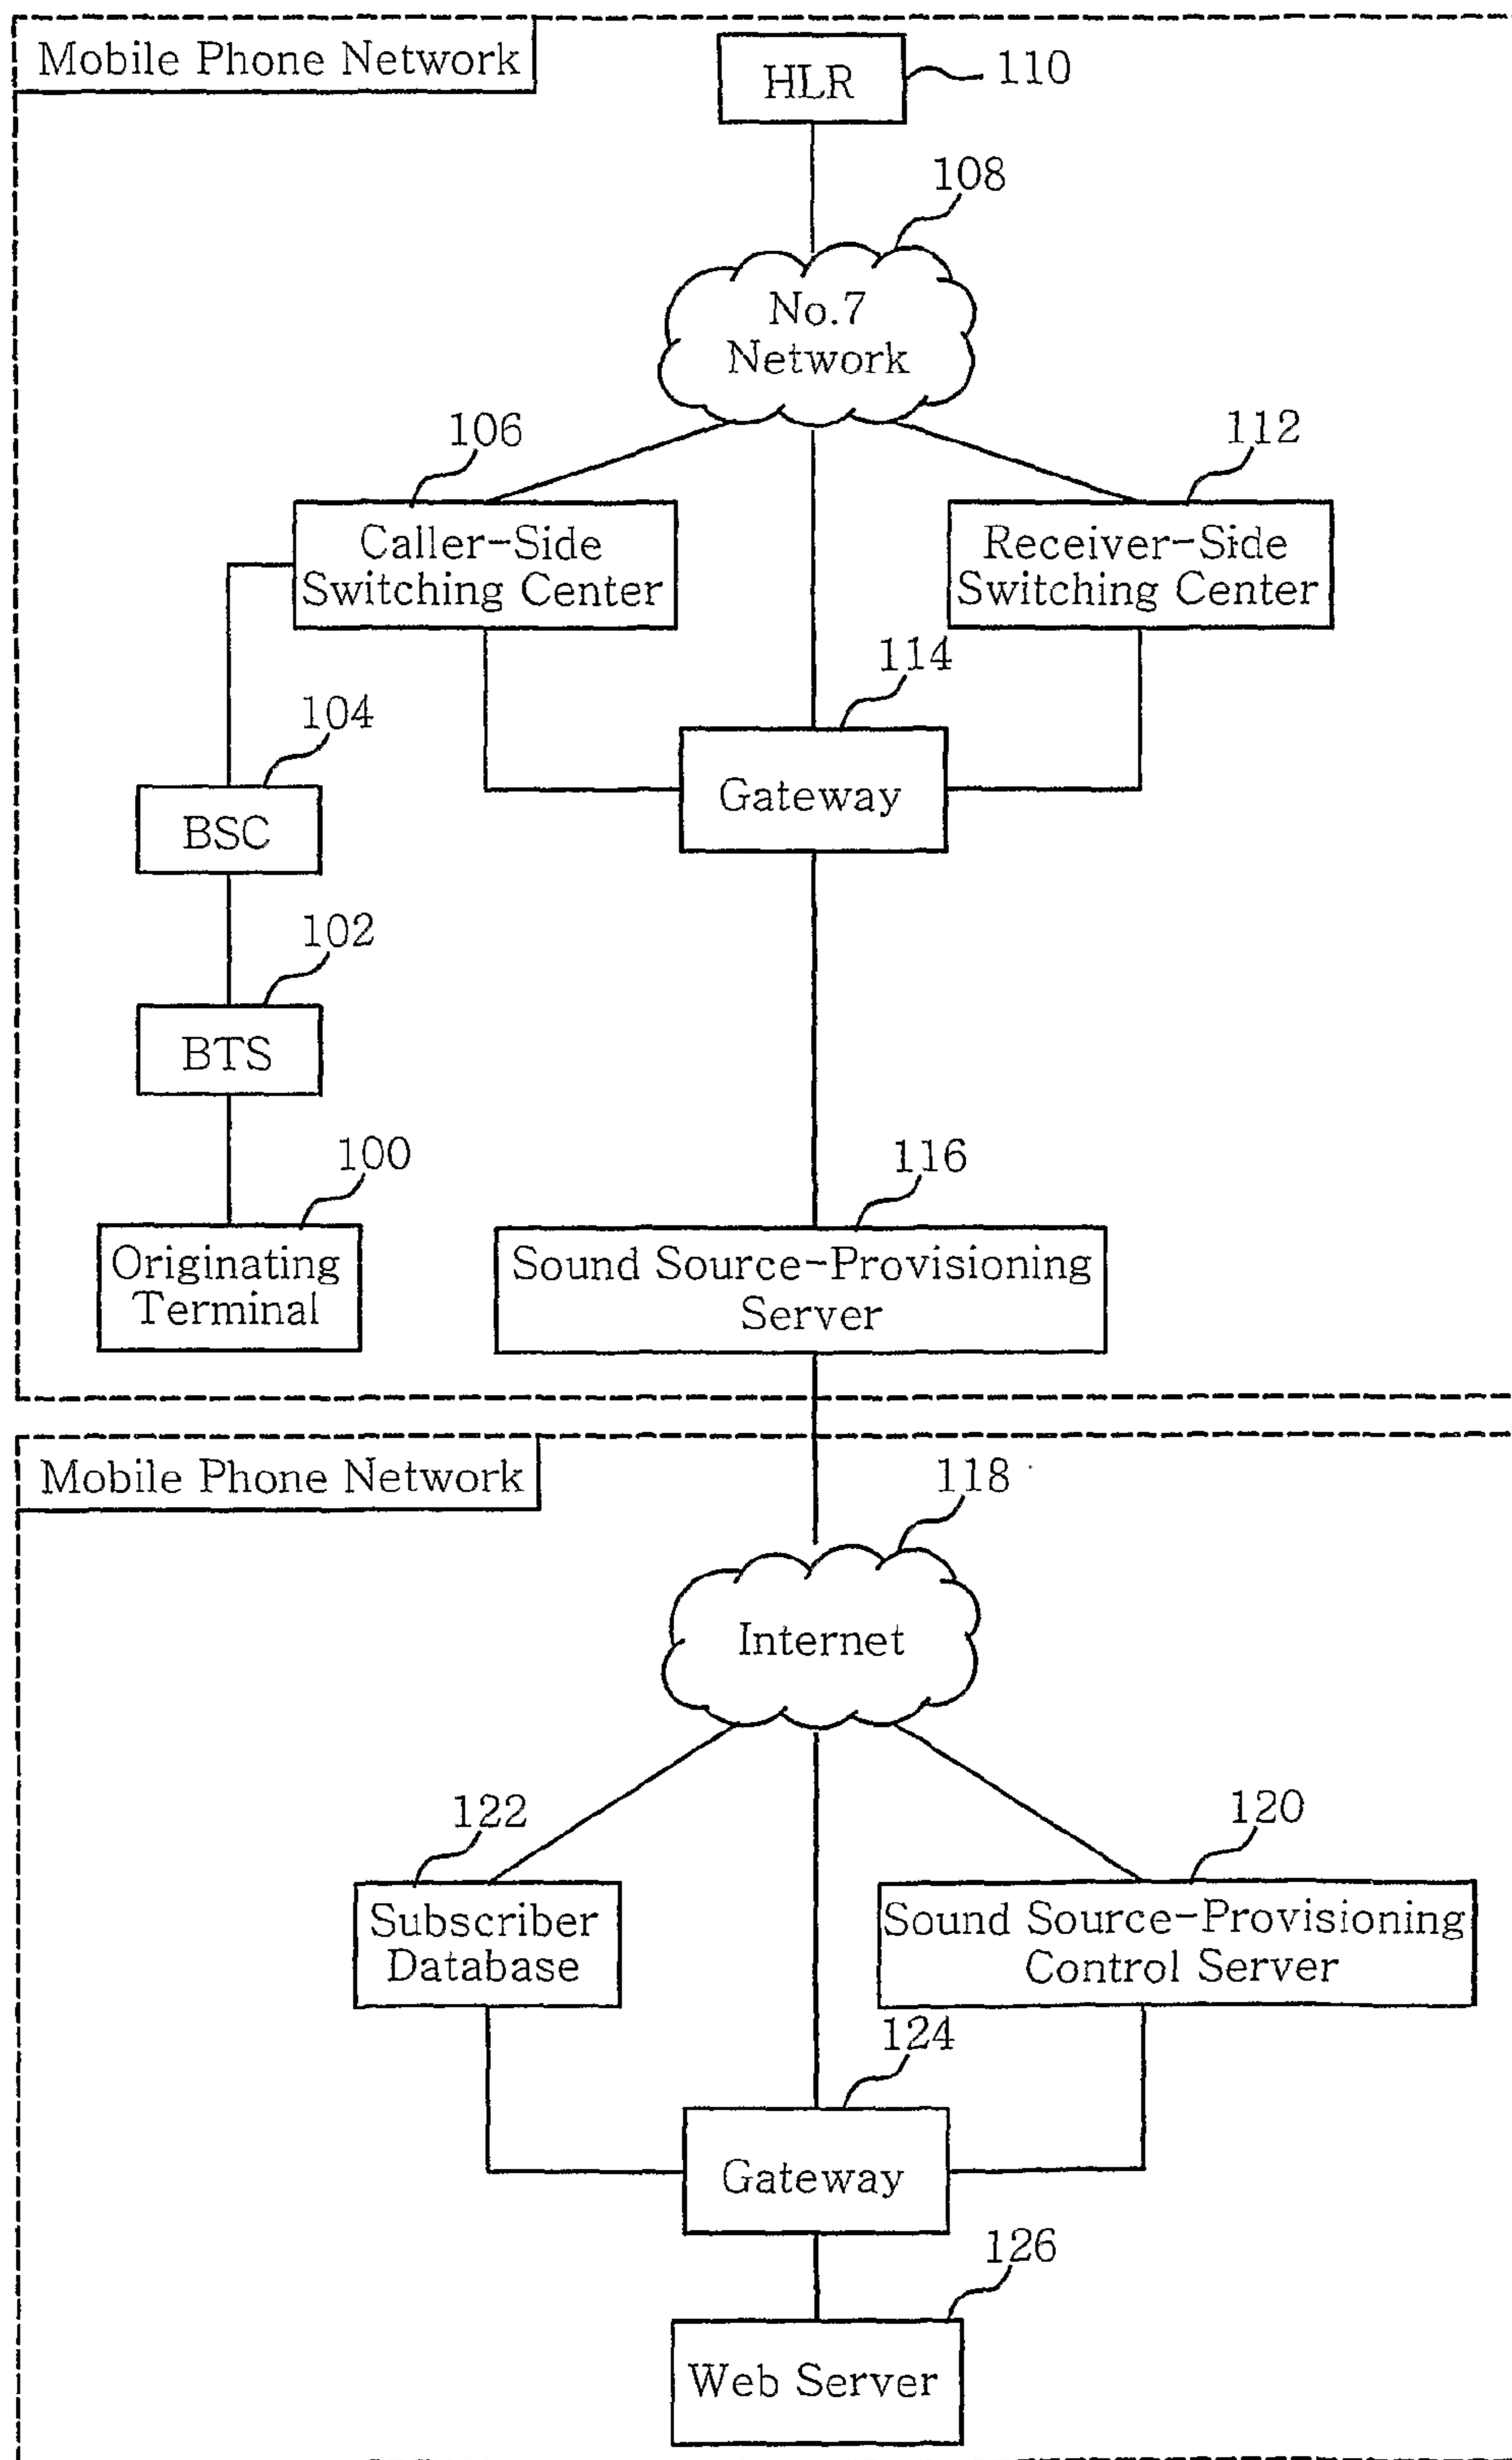 Mobile Phone Network
HLR
110
108
No.7
Network
106
112
Caller-Side
Switching Center
Receiver-Side
Switching Center
114
104
Gateway
BSC
102
BTS
100
116
Originating
Terminal
Sound Source-Provisioning
Server
Mobile Phone Network
118
Internet
122
120
Subscriber
Database
Sound Source-Provisioning
Control Server
124
Gateway
126
Web Server